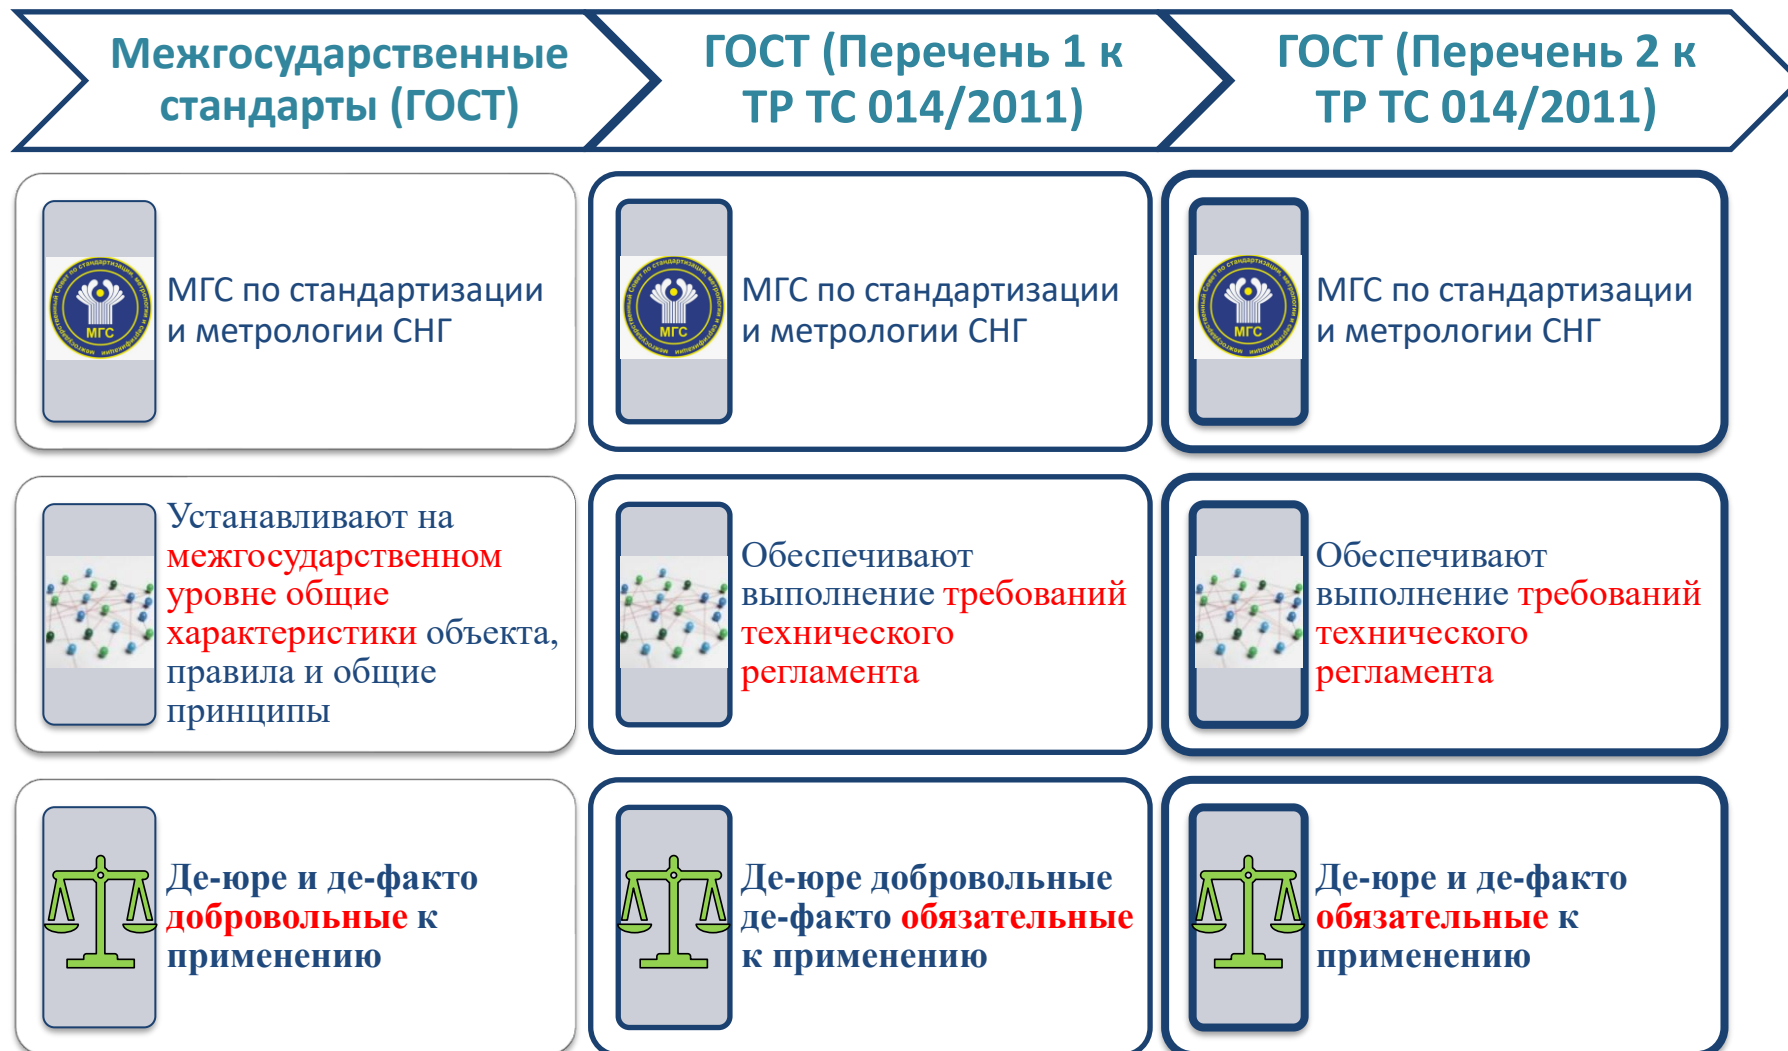 Межгосударственные
стандарты (ГОСТ)
ГОСТ (Перечень 1 к
ТР ТС 014/2011)
ГОСТ (Перечень 2 к
ТР ТС 014/2011)
МГС
МГС по стандартизации
и метрологии СНГ
МГС
МГС по стандартизации
и метрологии СНГ
МГС
МГС по стандартизации
и метрологии СНГ
Устанавливают на
межгосударственном
уровне общие
характеристики объекта,
правила и общие
принципы
Обеспечивают
выполнение требований
технического
регламента
Обеспечивают
выполнение требований
технического
регламента
Де-юре и де-факто
добровольные к
применению
Де-юре добровольные
де-факто обязательные
к применению
Де-юре и де-факто
обязательные к
применению